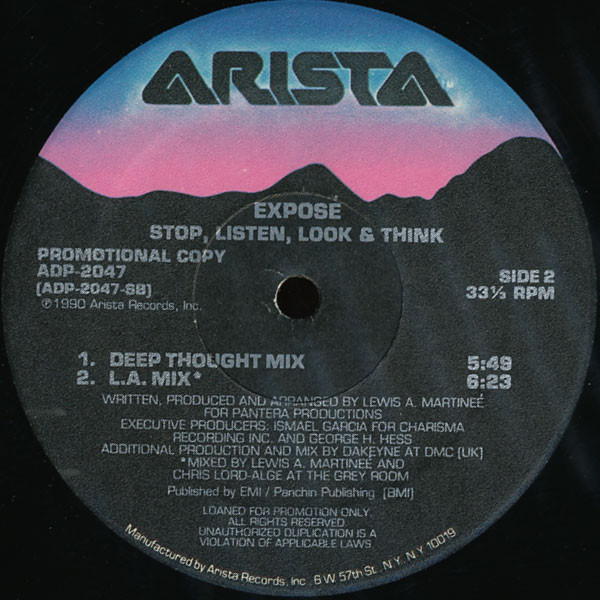 ARISTA
EXPOSE
STOP, LISTEN, LOOK & THINK
PROMOTIONAL COPY
ADP-2047
(ADP-2047-SB)
℗1990 Arista Records, Inc.
SIDE 2
33⅓ RPM
1. DEEP THOUGHT MIX 5:49
2. L.A. MIX* 6:23
WRITTEN, PRODUCED AND ARRANGED BY LEWIS A. MARTINEÉ
FOR PANTERA PRODUCTIONS
EXECUTIVE PRODUCERS: ISMAEL GARCIA FOR CHARISMA
RECORDING INC. AND GEORGE H. HESS
ADDITIONAL PRODUCTION AND MIX BY DAKEYNE AT DMC (UK)
*MIXED BY LEWIS A. MARTINEÉ AND
CHRIS LORD-ALGE AT THE GREY ROOM
Published by EMI / Panchin Publishing (BMI)
LOANED FOR PROMOTION ONLY.
ALL RIGHTS RESERVED.
UNAUTHORIZED DUPLICATION IS A
VIOLATION OF APPLICABLE LAWS
Manufactured by Arista Records, Inc., 6 W 57th St., N.Y., N.Y. 10019